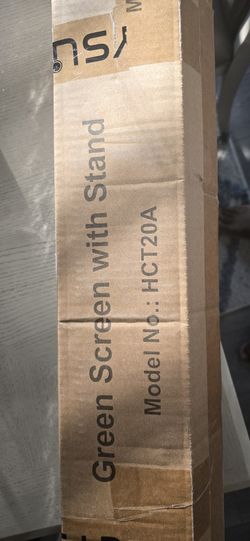 Green Screen with Stand
Model No.: HCT20A